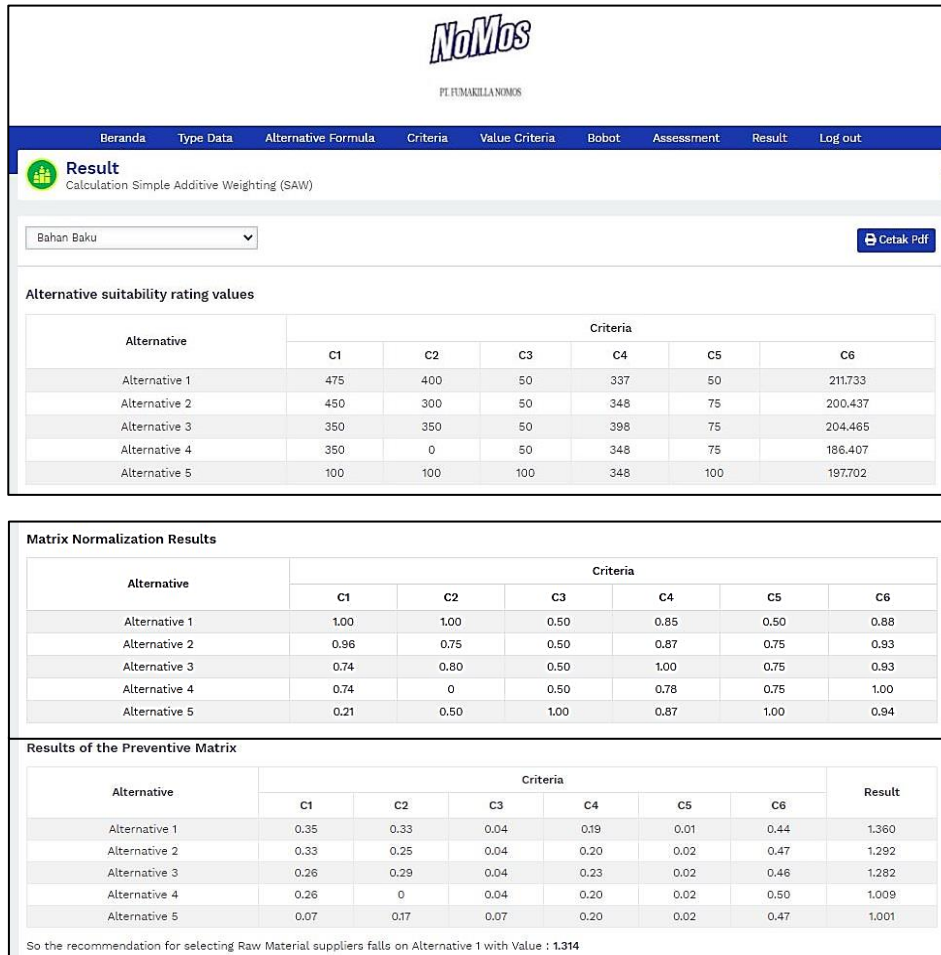 NoMos
PT. FUMAKILLA NOMOS
Beranda Type Data Alternative Formula Criteria Value Criteria Bobot Assessment Result Log out
Result
Calculation Simple Additive Weighting (SAW)
Bahan Baku
Cetak Pdf
Alternative suitability rating values
Alternative Criteria
C1 C2 C3 C4 C5 C6
Alternative 1 475 400 50 337 50 211.733
Alternative 2 450 300 50 348 75 200.437
Alternative 3 350 350 50 398 75 204.465
Alternative 4 350 0 50 348 75 186.407
Alternative 5 100 100 100 348 100 197.702
Matrix Normalization Results
Alternative Criteria
C1 C2 C3 C4 C5 C6
Alternative 1 1.00 1.00 0.50 0.85 0.50 0.88
Alternative 2 0.96 0.75 0.50 0.87 0.75 0.93
Alternative 3 0.74 0.80 0.50 1.00 0.75 0.93
Alternative 4 0.74 0 0.50 0.78 0.75 1.00
Alternative 5 0.21 0.50 1.00 0.87 1.00 0.94
Results of the Preventive Matrix
Alternative Criteria Result
C1 C2 C3 C4 C5 C6
Alternative 1 0.35 0.33 0.04 0.19 0.01 0.44 1.360
Alternative 2 0.33 0.25 0.04 0.20 0.02 0.47 1.292
Alternative 3 0.26 0.29 0.04 0.23 0.02 0.46 1.282
Alternative 4 0.26 0 0.04 0.20 0.02 0.50 1.009
Alternative 5 0.07 0.17 0.07 0.20 0.02 0.47 1.001
So the recommendation for selecting Raw Material suppliers falls on Alternative 1 with Value : 1.314